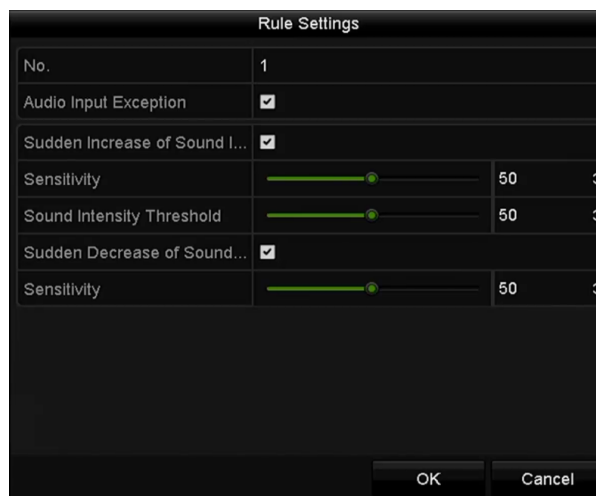 Rule Settings
No. 1
Audio Input Exception
Sudden Increase of Sound I...
Sensitivity 50
Sound Intensity Threshold 50
Sudden Decrease of Sound...
Sensitivity 50
OK Cancel